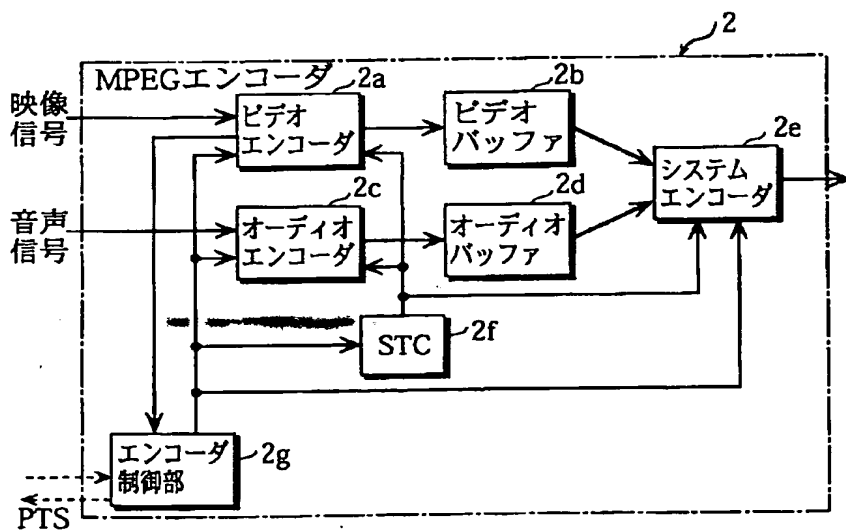 2
MPEGエンコーダ
映像
信号
2a
ビデオ
エンコーダ
2b
ビデオ
バッファ
2e
システム
エンコーダ
音声
信号
2c
オーディオ
エンコーダ
2d
オーディオ
バッファ
STC
2f
エンコーダ
制御部
2g
PTS